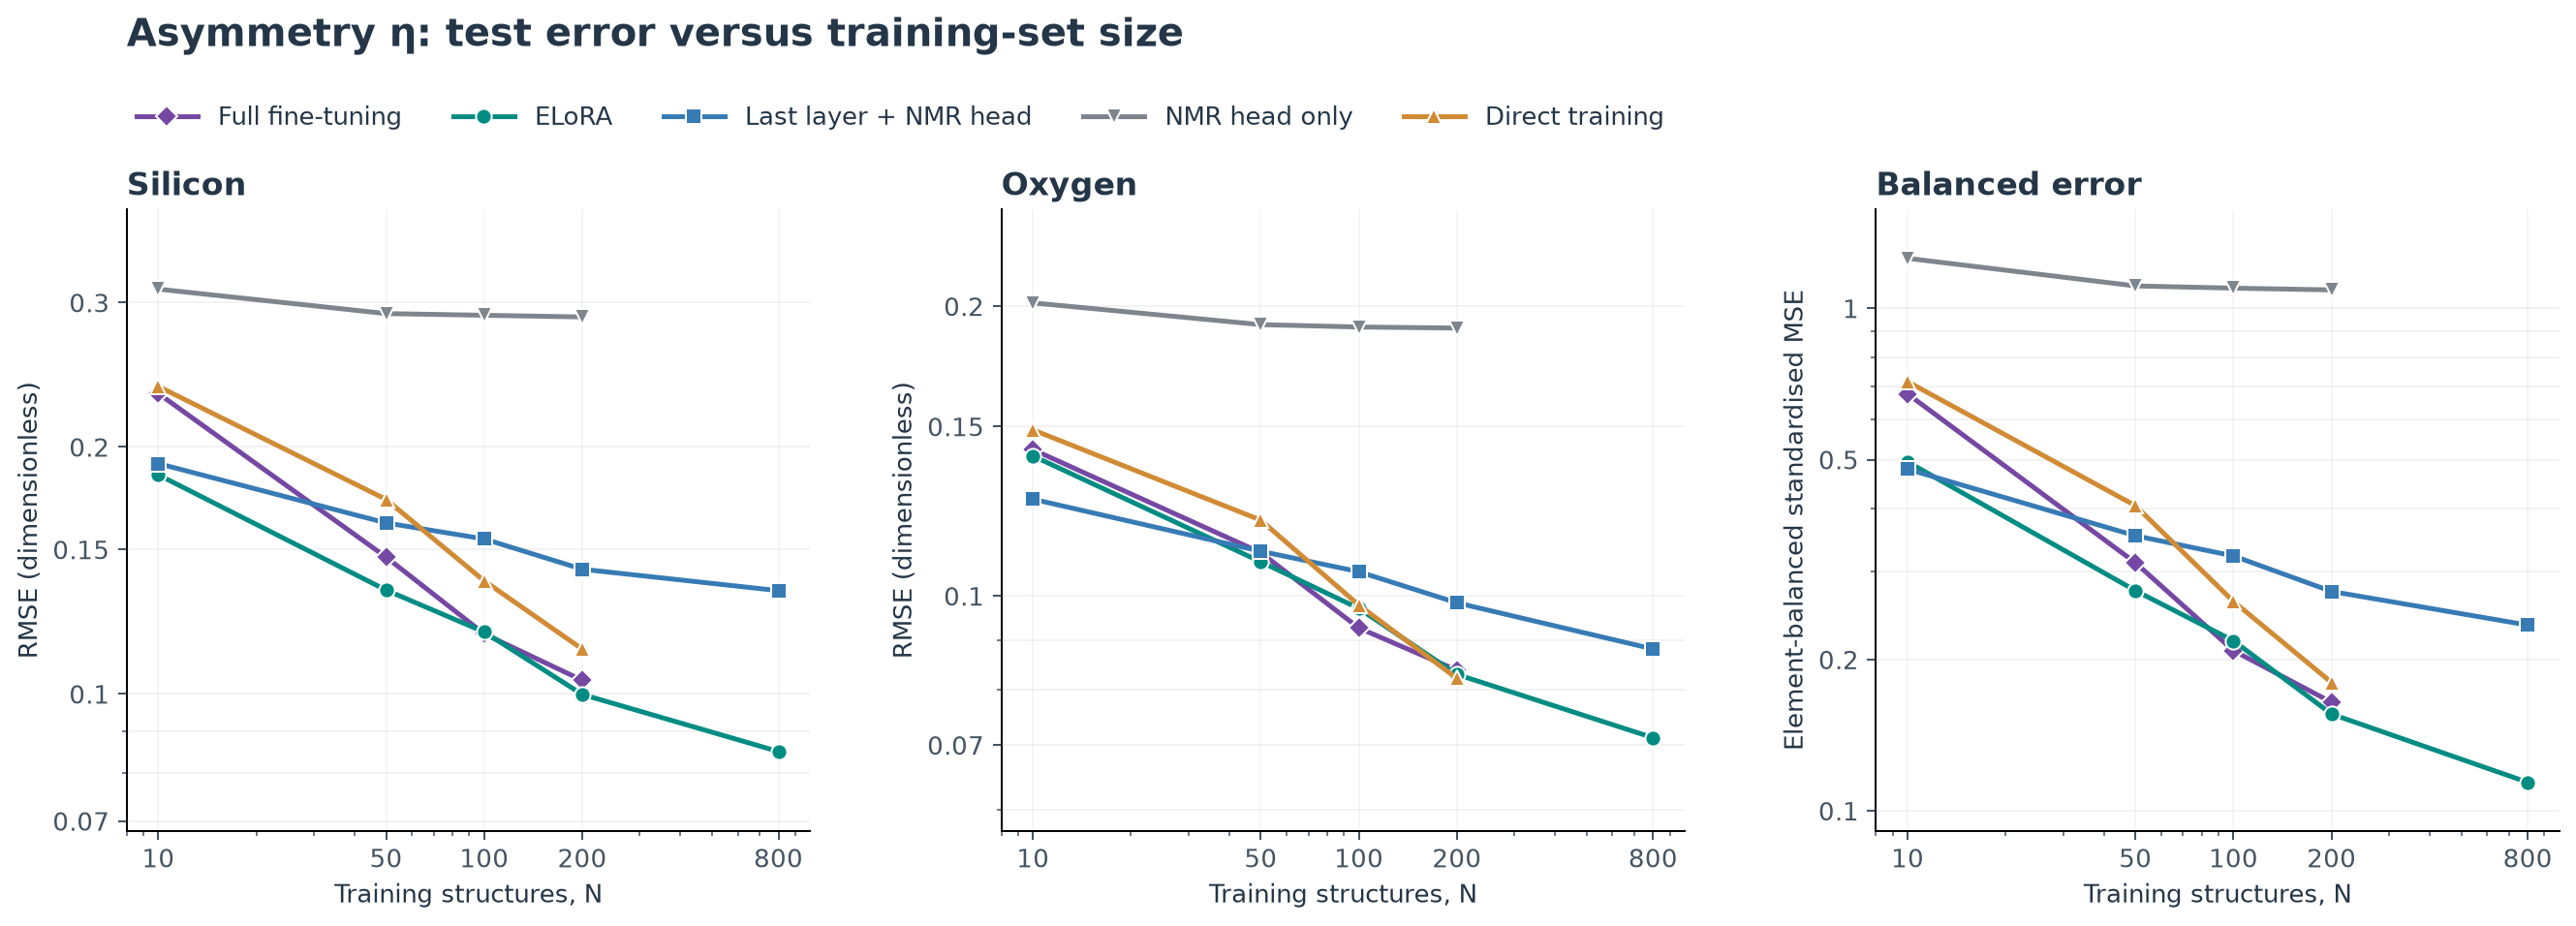 Asymmetry η: test error versus training-set size
Full fine-tuning
ELoRA
Last layer + NMR head
NMR head only
Direct training
Silicon
RMSE (dimensionless)
0.3
0.2
0.15
0.1
0.07
10 50 100 200 800
Training structures, N
Oxygen
RMSE (dimensionless)
0.2
0.15
0.1
0.07
10 50 100 200 800
Training structures, N
Balanced error
Element-balanced standardised MSE
1
0.5
0.2
0.1
10 50 100 200 800
Training structures, N